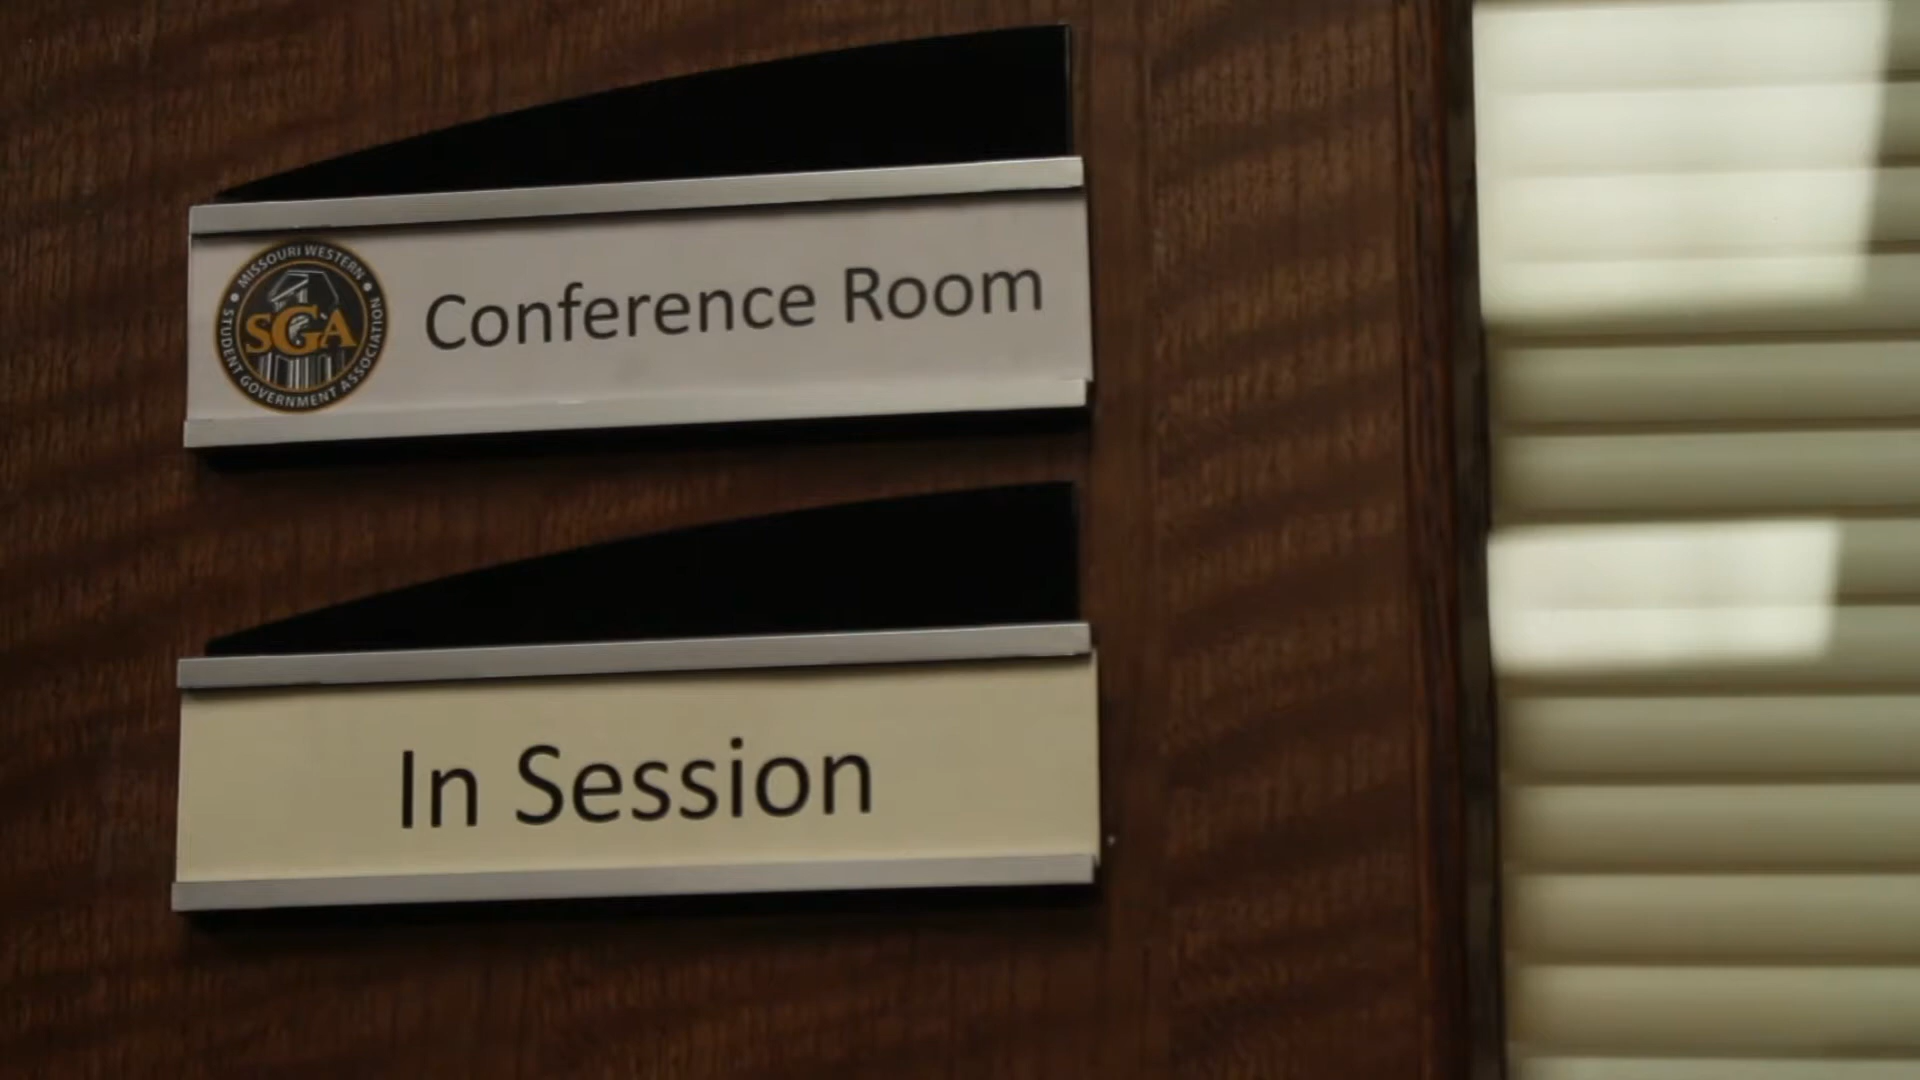 MISSOURI WESTERN
SGA
STUDENT GOVERNMENT ASSOCIATION
Conference Room
In Session